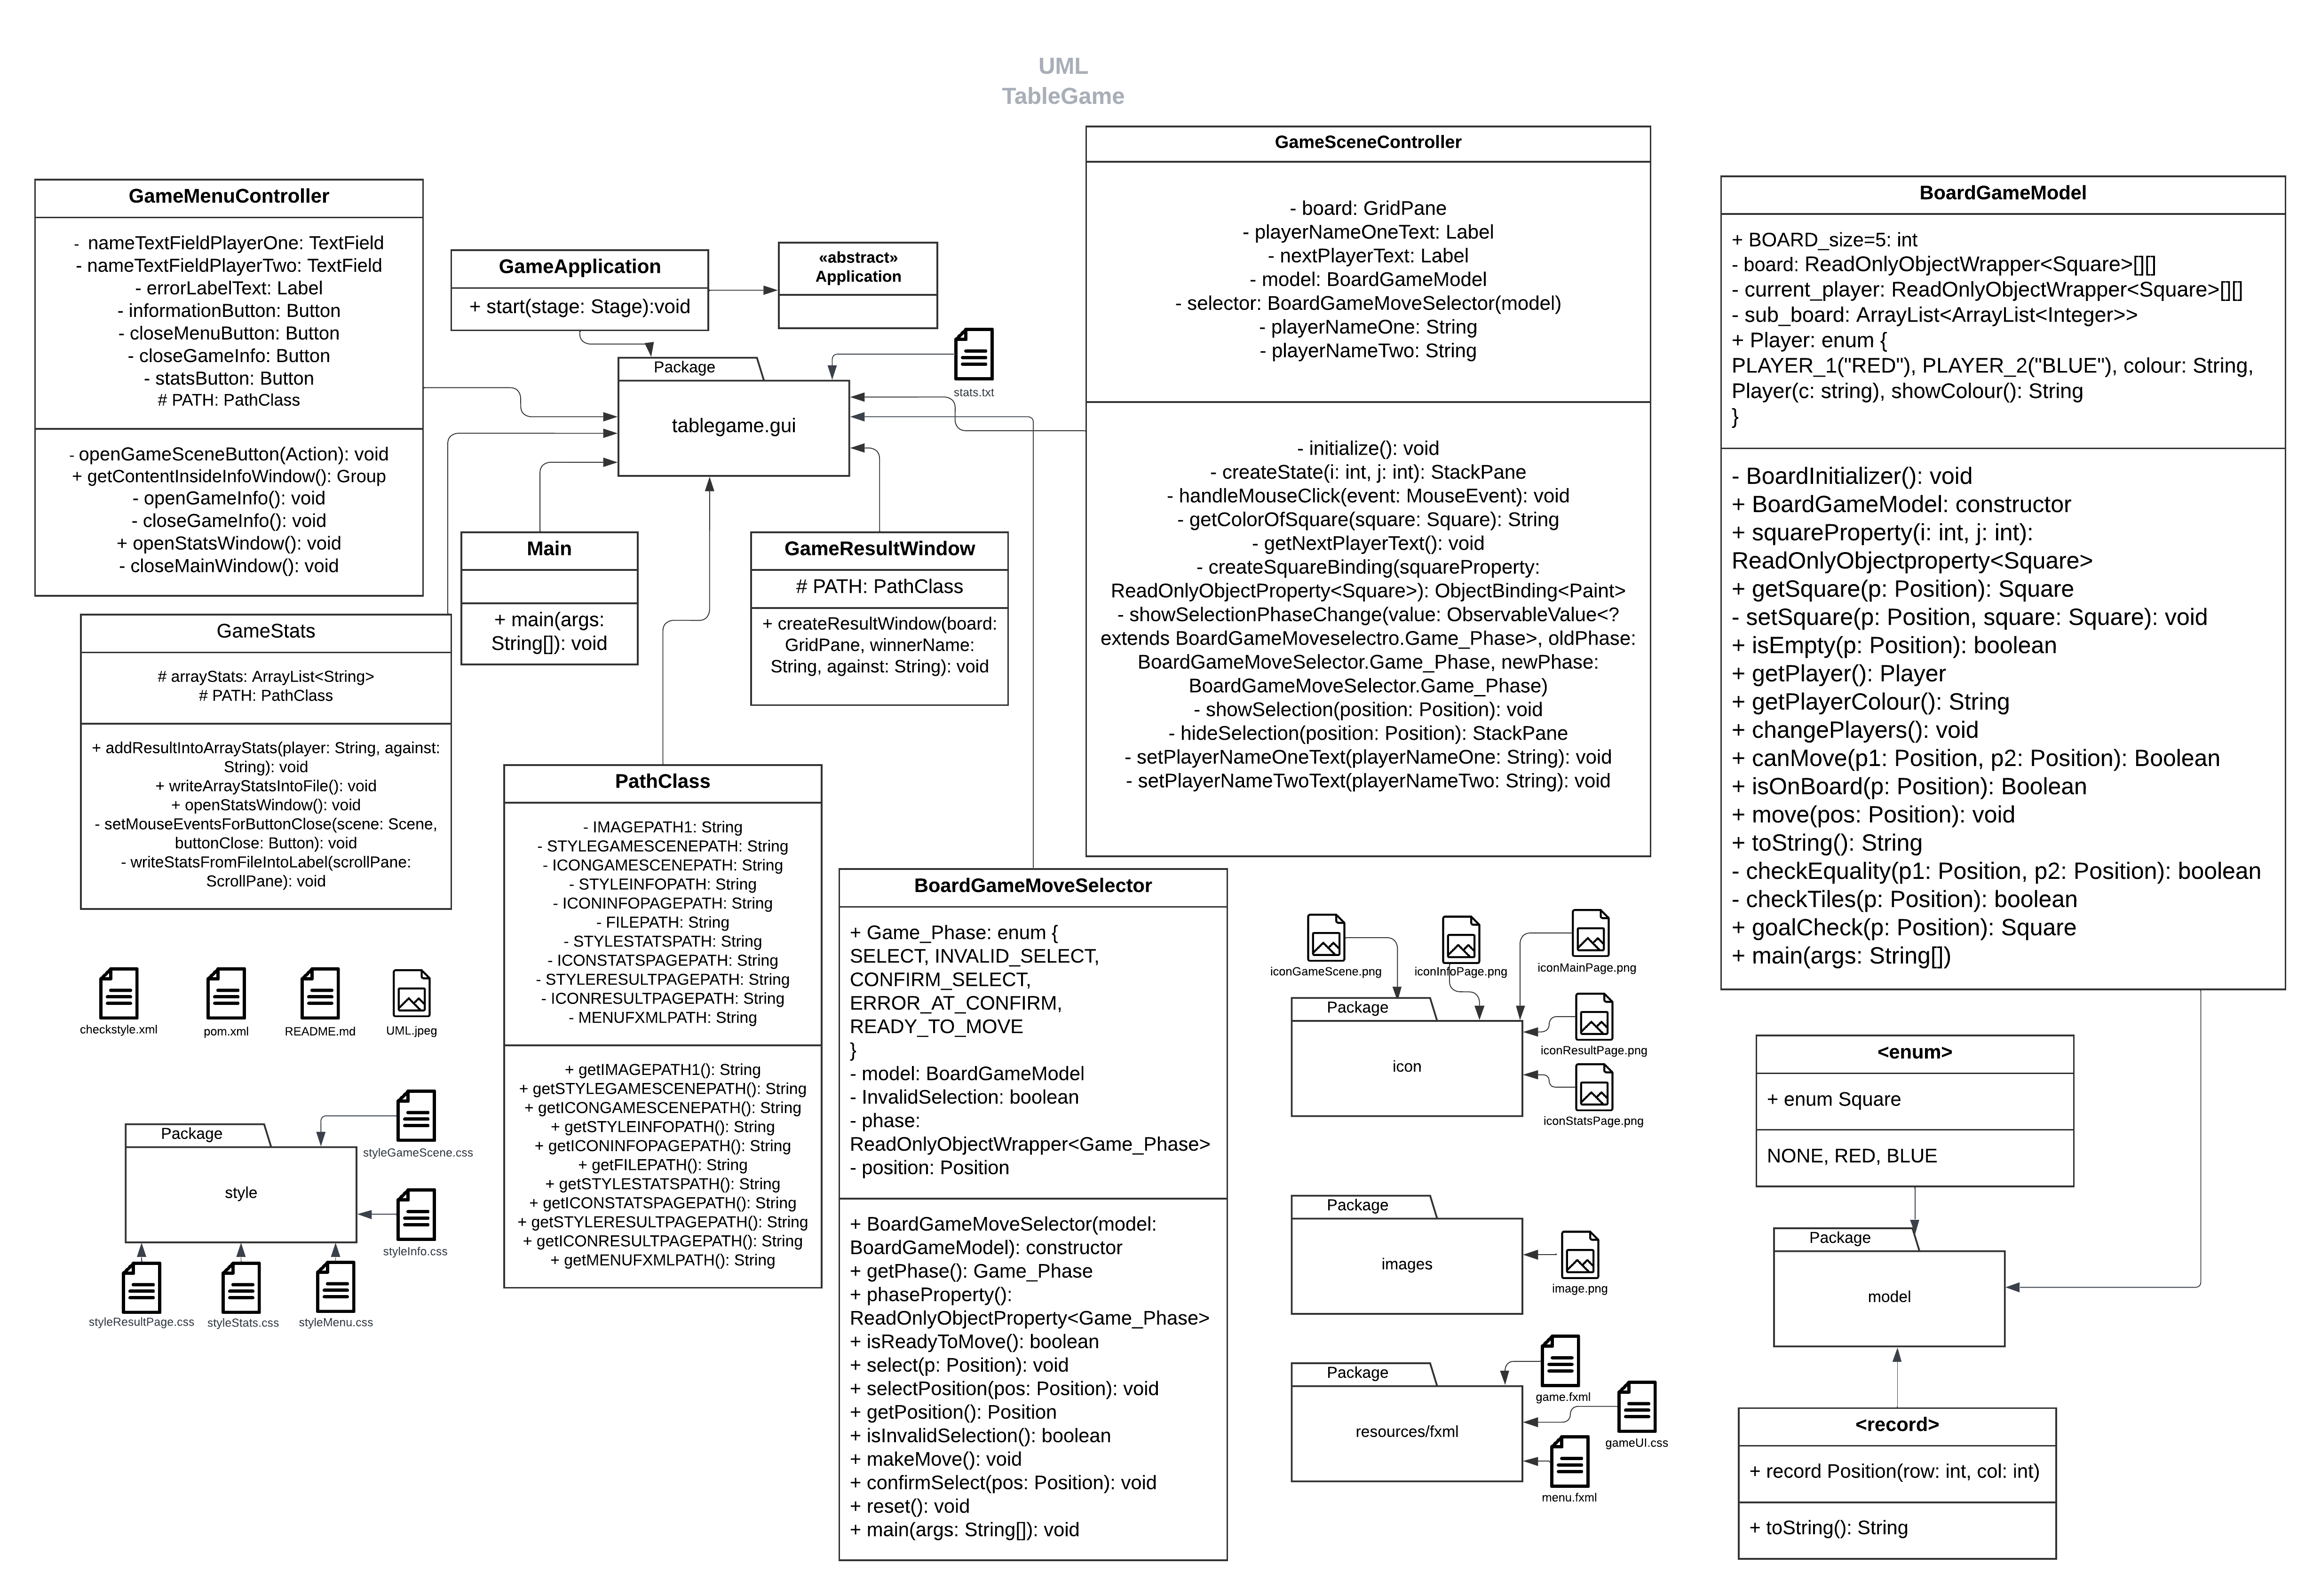 UML
TableGame
GameMenuController
- nameTextFieldPlayerOne: TextField
- nameTextFieldPlayerTwo: TextField
- errorLabelText: Label
- informationButton: Button
- closeMenuButton: Button
- closeGameInfo: Button
- statsButton: Button
# PATH: PathClass
- openGameSceneButton(Action): void
+ getContentInsideInfoWindow(): Group
- openGameInfo(): void
- closeGameInfo(): void
+ openStatsWindow(): void
- closeMainWindow(): void
GameApplication
+ start(stage: Stage):void
«abstract»
Application
stats.txt
Package
tablegame.gui
Main
+ main(args:
String[]): void
GameResultWindow
# PATH: PathClass
+ createResultWindow(board:
GridPane, winnerName:
String, against: String): void
GameStats
# arrayStats: ArrayList<String>
# PATH: PathClass
+ addResultIntoArrayStats(player: String, against:
String): void
+ writeArrayStatsIntoFile(): void
+ openStatsWindow(): void
- setMouseEventsForButtonClose(scene: Scene,
buttonClose: Button): void
- writeStatsFromFileIntoLabel(scrollPane:
ScrollPane): void
PathClass
- IMAGEPATH1: String
- STYLEGAMESCENEPATH: String
- ICONGAMESCENEPATH: String
- STYLEINFOPATH: String
- ICONINFOPAGEPATH: String
- FILEPATH: String
- STYLESTATSPATH: String
- ICONSTATSPAGEPATH: String
- STYLERESULTPAGEPATH: String
- ICONRESULTPAGEPATH: String
- MENUFXMLPATH: String
+ getIMAGEPATH1(): String
+ getSTYLEGAMESCENEPATH(): String
+ getICONGAMESCENEPATH(): String
+ getSTYLEINFOPATH(): String
+ getICONINFOPAGEPATH(): String
+ getFILEPATH(): String
+ getSTYLESTATSPATH(): String
+ getICONSTATSPAGEPATH(): String
+ getSTYLERESULTPAGEPATH(): String
+ getICONRESULTPAGEPATH(): String
+ getMENUFXMLPATH(): String
GameSceneController
- board: GridPane
- playerNameOneText: Label
- nextPlayerText: Label
- model: BoardGameModel
- selector: BoardGameMoveSelector(model)
- playerNameOne: String
- playerNameTwo: String
- initialize(): void
- createState(i: int, j: int): StackPane
- handleMouseClick(event: MouseEvent): void
- getColorOfSquare(square: Square): String
- getNextPlayerText(): void
- createSquareBinding(squareProperty:
ReadOnlyObjectProperty<Square>): ObjectBinding<Paint>
- showSelectionPhaseChange(value: ObservableValue<?
extends BoardGameMoveselectro.Game_Phase>, oldPhase:
BoardGameMoveSelector.Game_Phase, newPhase:
BoardGameMoveSelector.Game_Phase)
- showSelection(position: Position): void
- hideSelection(position: Position): StackPane
- setPlayerNameOneText(playerNameOne: String): void
- setPlayerNameTwoText(playerNameTwo: String): void
BoardGameMoveSelector
+ Game_Phase: enum {
SELECT, INVALID_SELECT,
CONFIRM_SELECT,
ERROR_AT_CONFIRM,
READY_TO_MOVE
}
- model: BoardGameModel
- InvalidSelection: boolean
- phase:
ReadOnlyObjectWrapper<Game_Phase>
- position: Position
+ BoardGameMoveSelector(model:
BoardGameModel): constructor
+ getPhase(): Game_Phase
+ phaseProperty():
ReadOnlyObjectProperty<Game_Phase>
+ isReadyToMove(): boolean
+ select(p: Position): void
+ selectPosition(pos: Position): void
+ getPosition(): Position
+ isInvalidSelection(): boolean
+ makeMove(): void
+ confirmSelect(pos: Position): void
+ reset(): void
+ main(args: String[]): void
BoardGameModel
+ BOARD_size=5: int
- board: ReadOnlyObjectWrapper<Square>[][]
- current_player: ReadOnlyObjectWrapper<Square>[][]
- sub_board: ArrayList<ArrayList<Integer>>
+ Player: enum {
PLAYER_1("RED"), PLAYER_2("BLUE"), colour: String,
Player(c: string), showColour(): String
}
- BoardInitializer(): void
+ BoardGameModel: constructor
+ squareProperty(i: int, j: int):
ReadOnlyObjectproperty<Square>
+ getSquare(p: Position): Square
- setSquare(p: Position, square: Square): void
+ isEmpty(p: Position): boolean
+ getPlayer(): Player
+ getPlayerColour(): String
+ changePlayers(): void
+ canMove(p1: Position, p2: Position): Boolean
+ isOnBoard(p: Position): Boolean
+ move(pos: Position): void
+ toString(): String
- checkEquality(p1: Position, p2: Position): boolean
- checkTiles(p: Position): boolean
+ goalCheck(p: Position): Square
+ main(args: String[])
checkstyle.xml
pom.xml
README.md
UML.jpeg
Package
style
styleGameScene.css
styleInfo.css
styleResultPage.css
styleStats.css
styleMenu.css
iconGameScene.png
iconInfoPage.png
iconMainPage.png
Package
icon
iconResultPage.png
iconStatsPage.png
Package
images
image.png
Package
resources/fxml
game.fxml
gameUI.css
menu.fxml
<enum>
+ enum Square
NONE, RED, BLUE
Package
model
<record>
+ record Position(row: int, col: int)
+ toString(): String